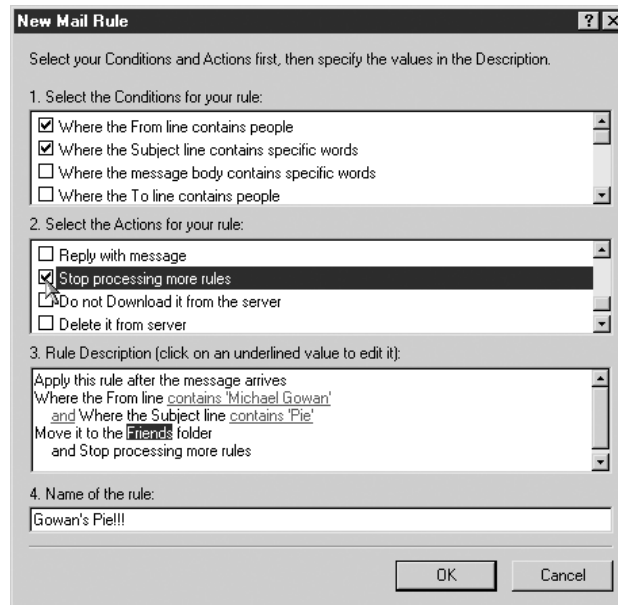 New Mail Rule
Select your Conditions and Actions first, then specify the values in the Description.
1. Select the Conditions for your rule:
Where the From line contains people
Where the Subject line contains specific words
Where the message body contains specific words
Where the To line contains people
2. Select the Actions for your rule:
Reply with message
Stop processing more rules
Do not Download it from the server
Delete it from server
3. Rule Description (click on an underlined value to edit it):
Apply this rule after the message arrives
Where the From line contains 'Michael Gowan'
and Where the Subject line contains 'Pie'
Move it to the Friends folder
and Stop processing more rules
4. Name of the rule:
Gowan's Pie!!!
OK Cancel